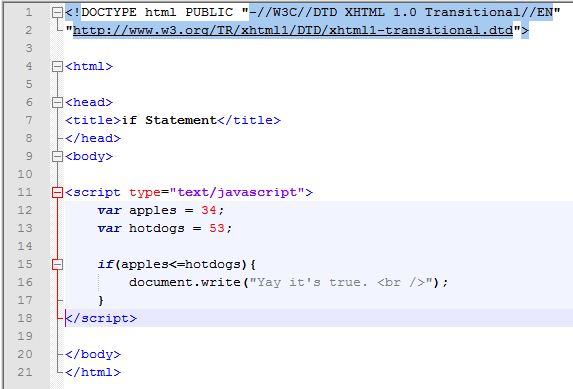 1 <!DOCTYPE html PUBLIC "-//W3C//DTD XHTML 1.0 Transitional//EN"
2 "http://www.w3.org/TR/xhtml1/DTD/xhtml1-transitional.dtd">
3
4 <html>
5
6 <head>
7 <title>if Statement</title>
8 </head>
9 <body>
10
11 <script type="text/javascript">
12     var apples = 34;
13     var hotdogs = 53;
14
15     if(apples<=hotdogs){
16         document.write("Yay it's true. <br />");
17     }
18 </script>
19
20 </body>
21 </html>